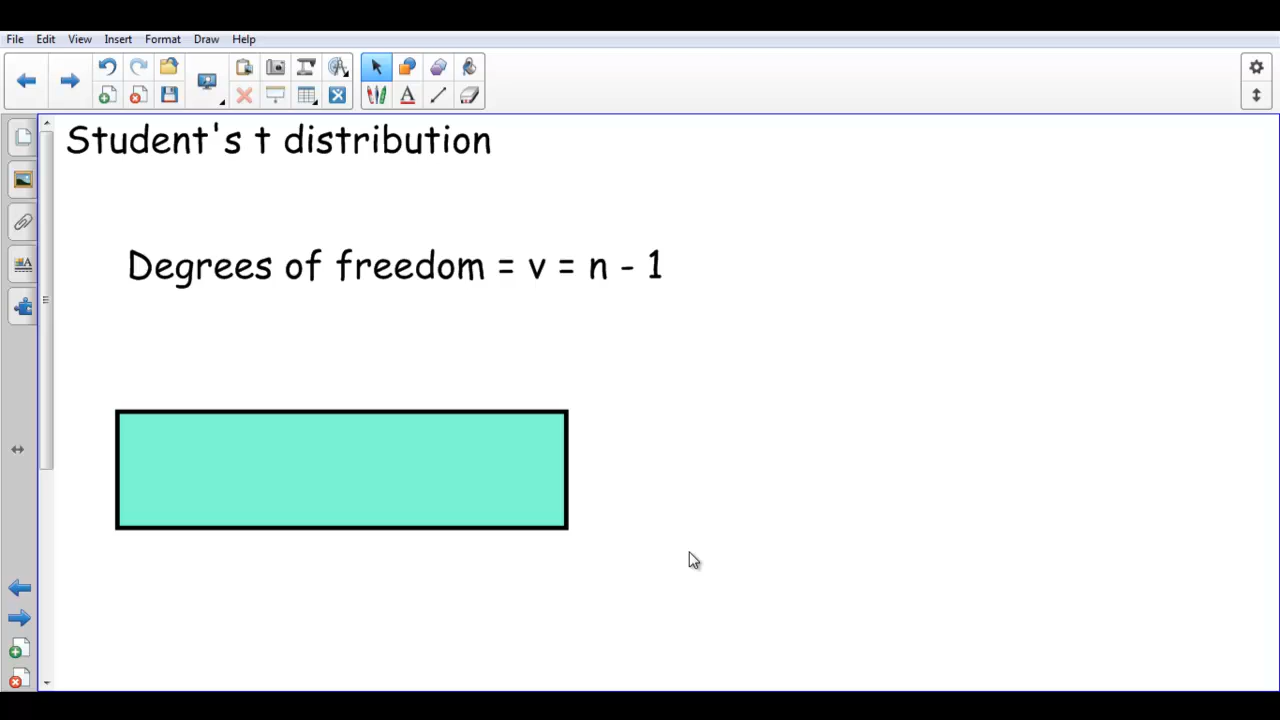 File Edit View Insert Format Draw Help
Student's t distribution
Degrees of freedom = v = n - 1